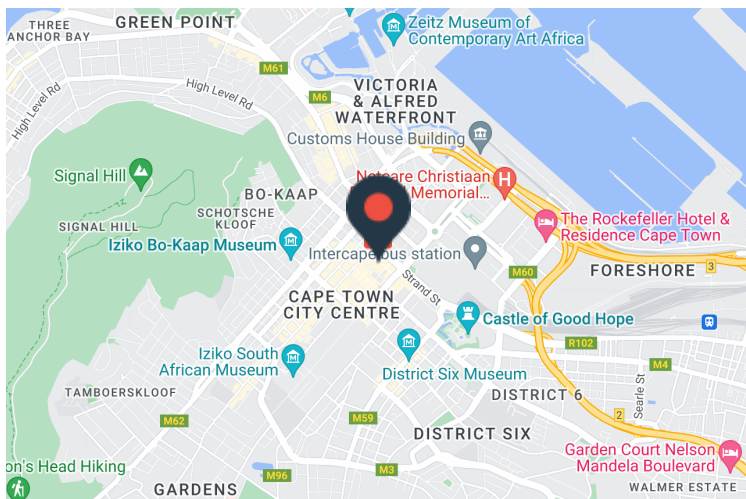 GREEN POINT
THREE
ANCHOR BAY
Zeitz Museum of
Contemporary Art Africa
M61
High Level Rd
High Level Rd
M6
VICTORIA
& ALFRED
WATERFRONT
Customs House Building
Signal Hill
Netcare Christiaan
Memorial...
H
BO-KAAP
SCHOTSCHE
KLOOF
SIGNAL HILL
The Rockefeller Hotel &
Residence Cape Town
Iziko Bo-Kaap Museum
Intercape bus station
M60
FORESHORE
3
Strand St
CAPE TOWN
CITY CENTRE
Castle of Good Hope
R102
Iziko South
African Museum
District Six Museum
M4
Searle St
TAMBOERSKLOOF
DISTRICT 6
M62
M59
2
DISTRICT SIX
Garden Court Nelson
Mandela Boulevard
on's Head Hiking
M96
M3
GARDENS
WALMER ESTATE